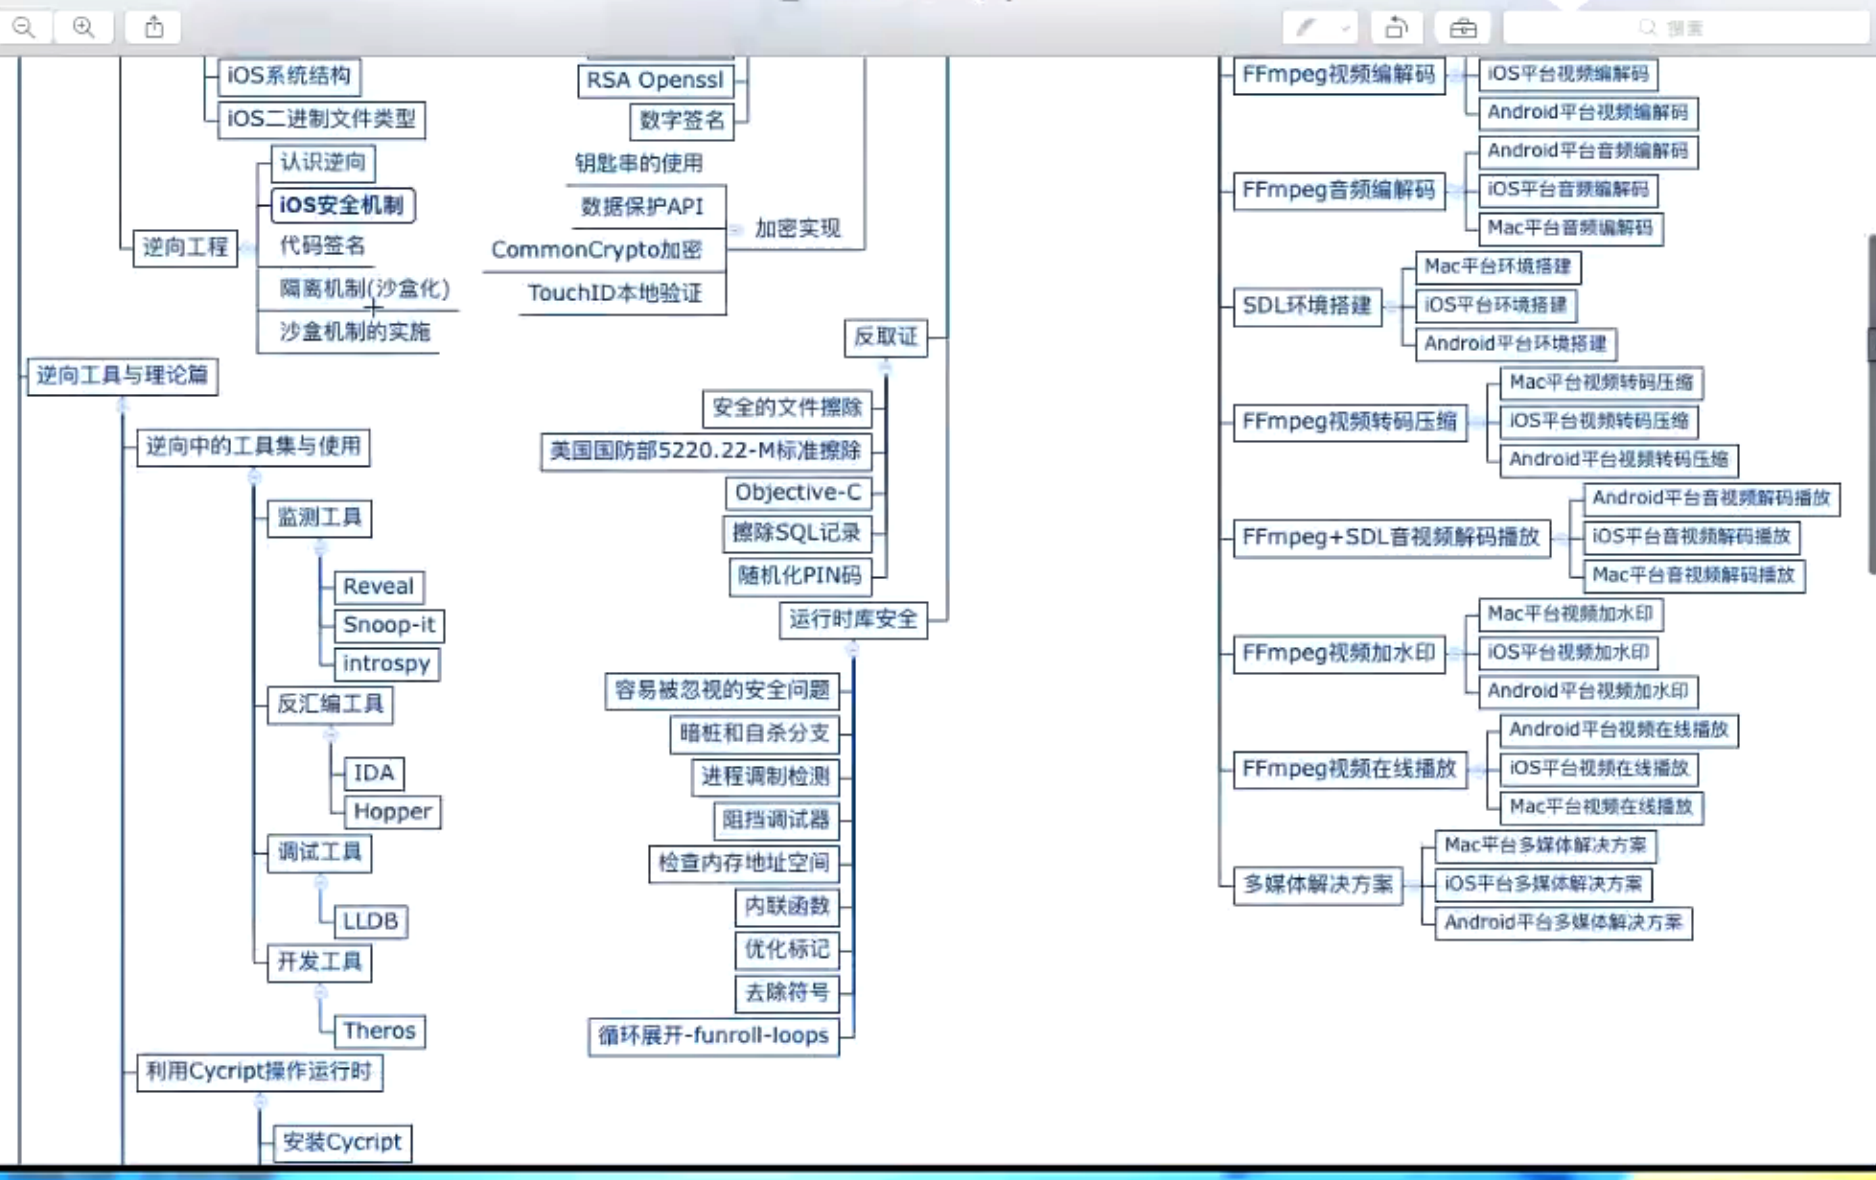 搜索
iOS系统结构
iOS二进制文件类型
认识逆向
iOS安全机制
逆向工程
代码签名
隔离机制(沙盒化)
沙盒机制的实施
逆向工具与理论篇
逆向中的工具集与使用
监测工具
Reveal
Snoop-it
introspy
反汇编工具
IDA
Hopper
调试工具
LLDB
开发工具
Theros
利用Cycript操作运行时
安装Cycript
RSA Openssl
数字签名
钥匙串的使用
数据保护API
加密实现
CommonCrypto加密
TouchID本地验证
反取证
安全的文件擦除
美国国防部5220.22-M标准擦除
Objective-C
擦除SQL记录
随机化PIN码
运行时库安全
容易被忽视的安全问题
暗桩和自杀分支
进程调制检测
阻挡调试器
检查内存地址空间
内联函数
优化标记
去除符号
循环展开-funroll-loops
FFmpeg视频编解码
iOS平台视频编解码
Android平台视频编解码
FFmpeg音频编解码
Android平台音频编解码
iOS平台音频编解码
Mac平台音频编解码
SDL环境搭建
Mac平台环境搭建
iOS平台环境搭建
Android平台环境搭建
FFmpeg视频转码压缩
Mac平台视频转码压缩
iOS平台视频转码压缩
Android平台视频转码压缩
FFmpeg+SDL音视频解码播放
Android平台音视频解码播放
iOS平台音视频解码播放
Mac平台音视频解码播放
FFmpeg视频加水印
Mac平台视频加水印
iOS平台视频加水印
Android平台视频加水印
FFmpeg视频在线播放
Android平台视频在线播放
iOS平台视频在线播放
Mac平台视频在线播放
多媒体解决方案
Mac平台多媒体解决方案
iOS平台多媒体解决方案
Android平台多媒体解决方案